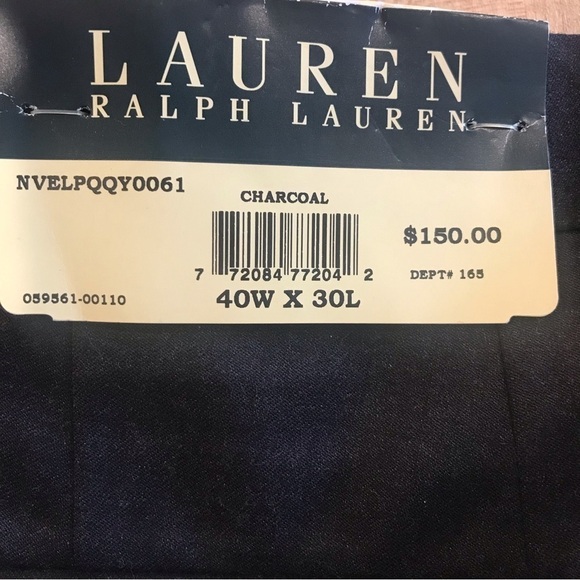 LAUREN
RALPH LAUREN
NVELPQQY0061
CHARCOAL
$150.00
7 72084 77204 2
DEPT# 165
059561-00110
40W X 30L